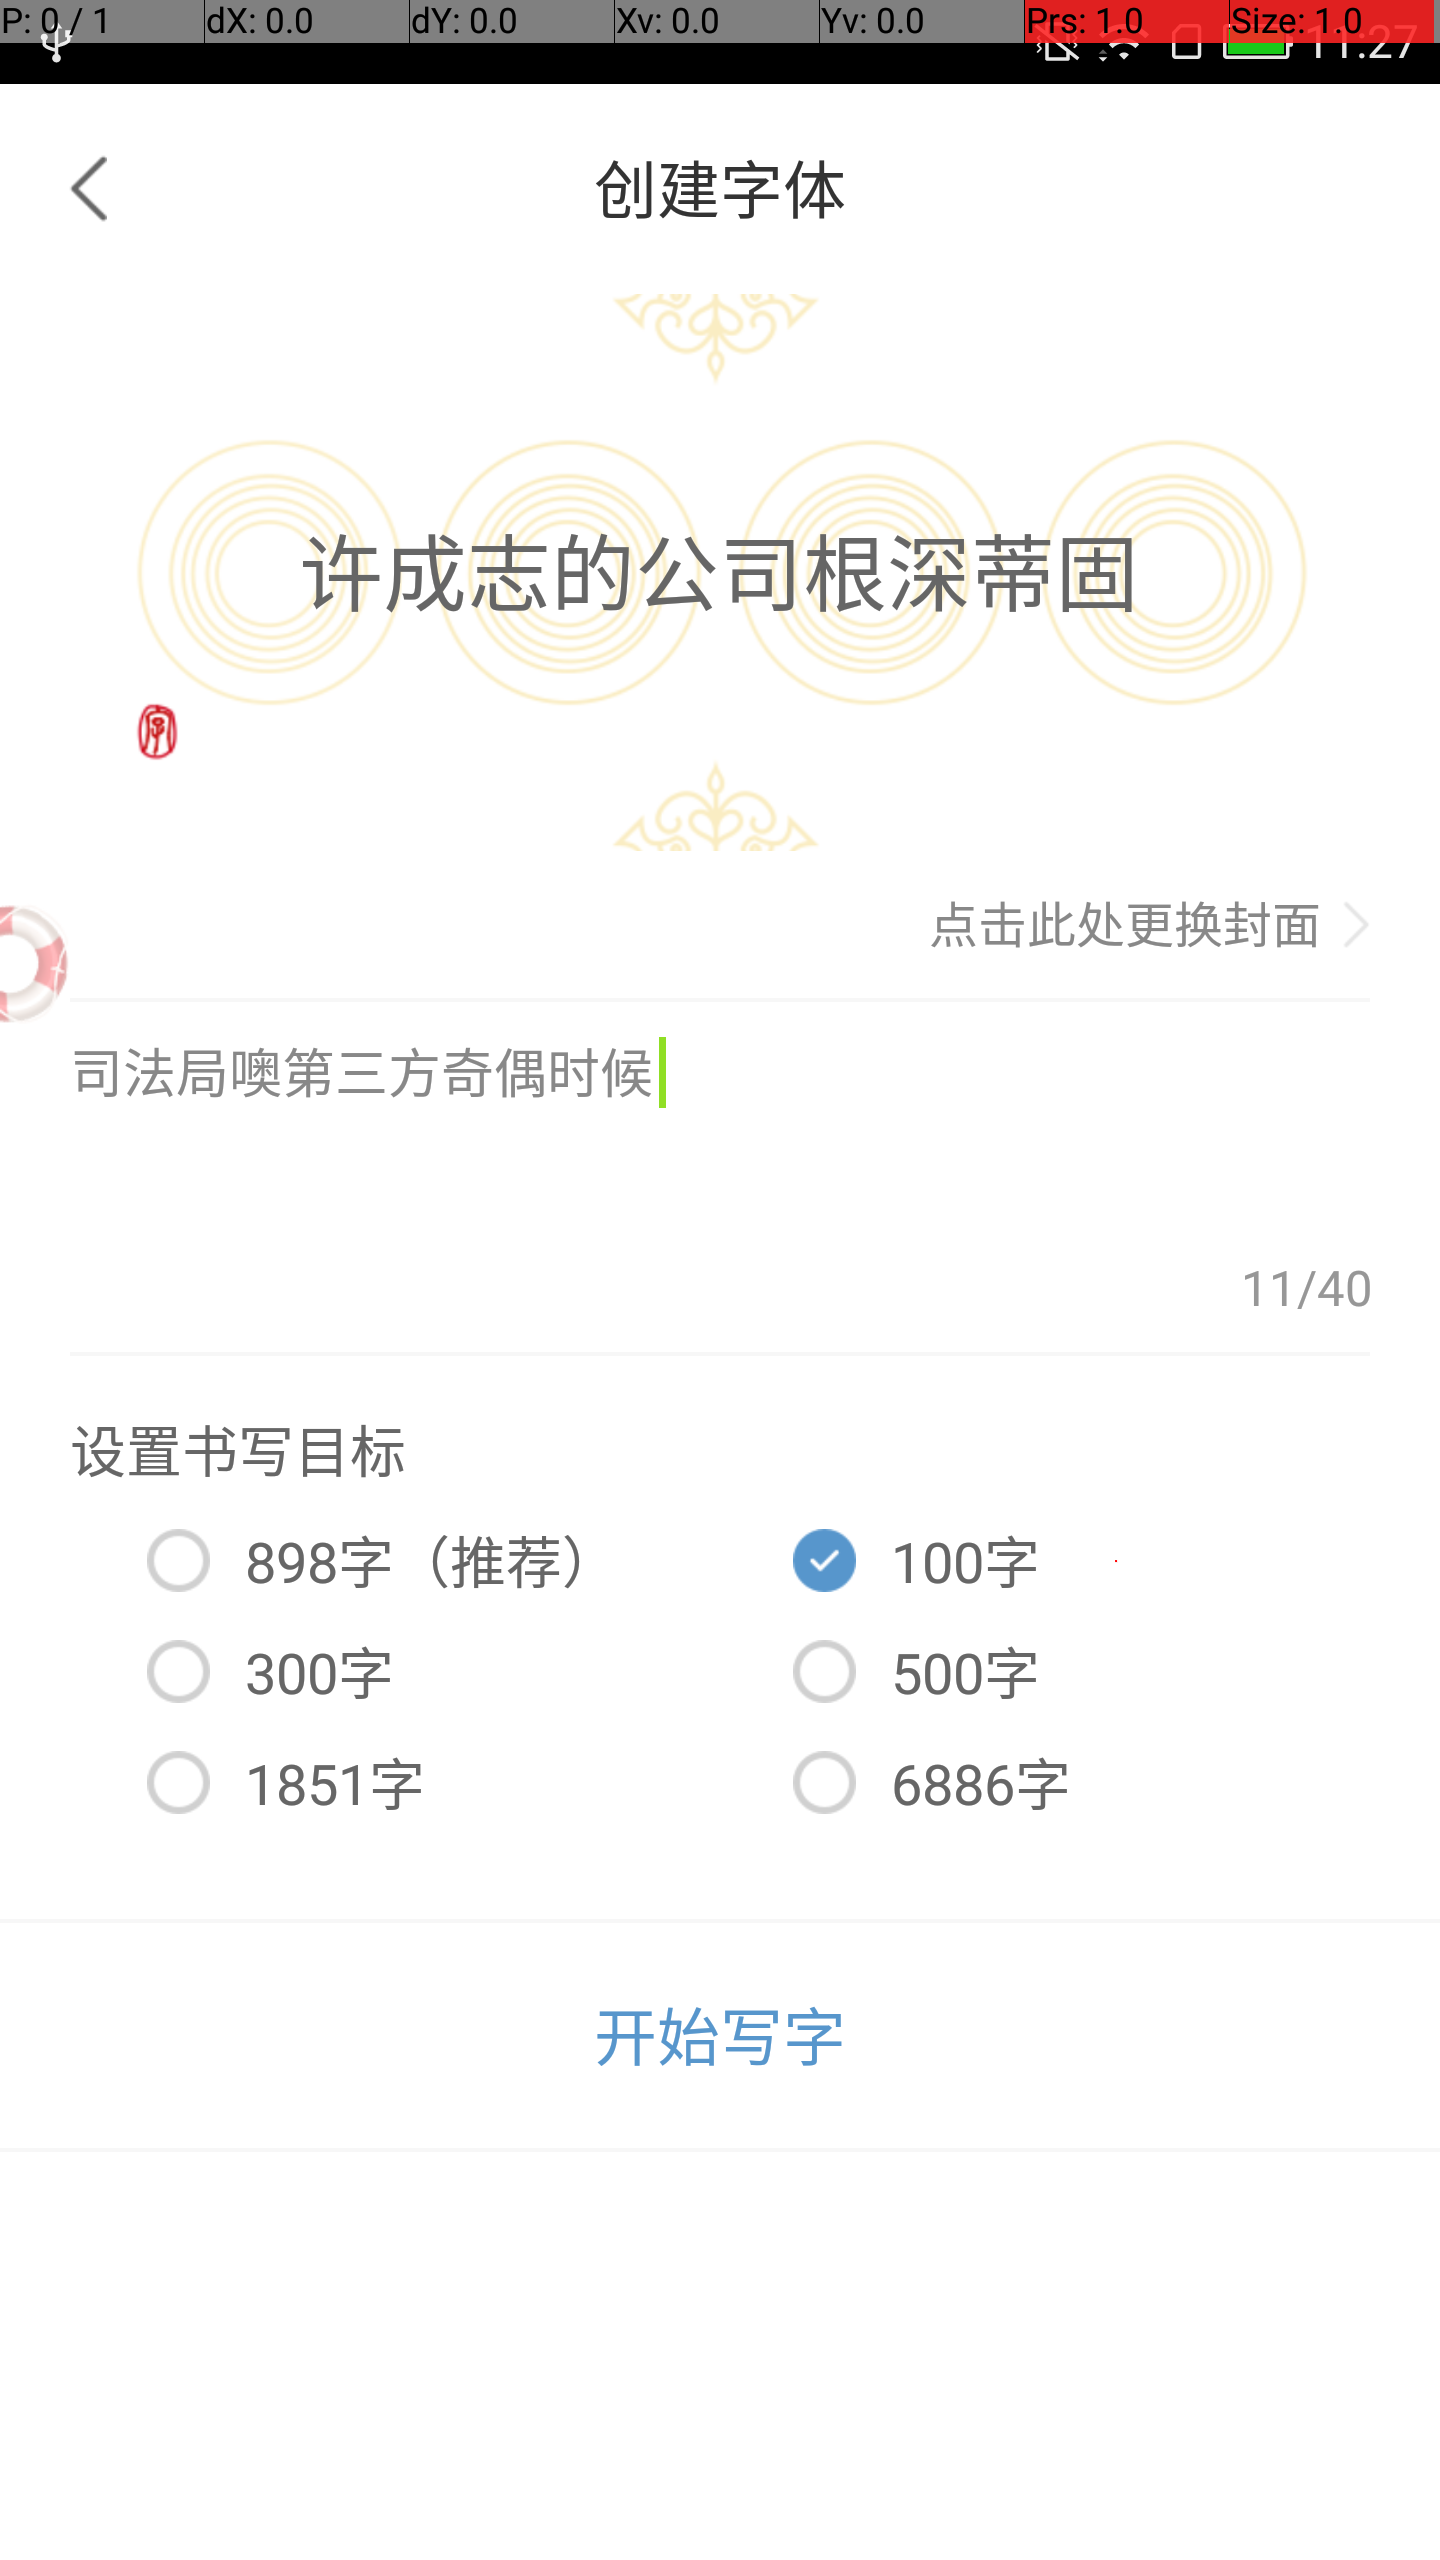 P: 0 / 1 dX: 0.0 dY: 0.0 Xv: 0.0 Yv: 0.0 Prs: 1.0 Size: 1.0
11:27
创建字体
许成志的公司根深蒂固
字
点击此处更换封面
司法局噢第三方奇偶时候
11/40
设置书写目标
898字（推荐） 100字
300字 500字
1851字 6886字
开始写字